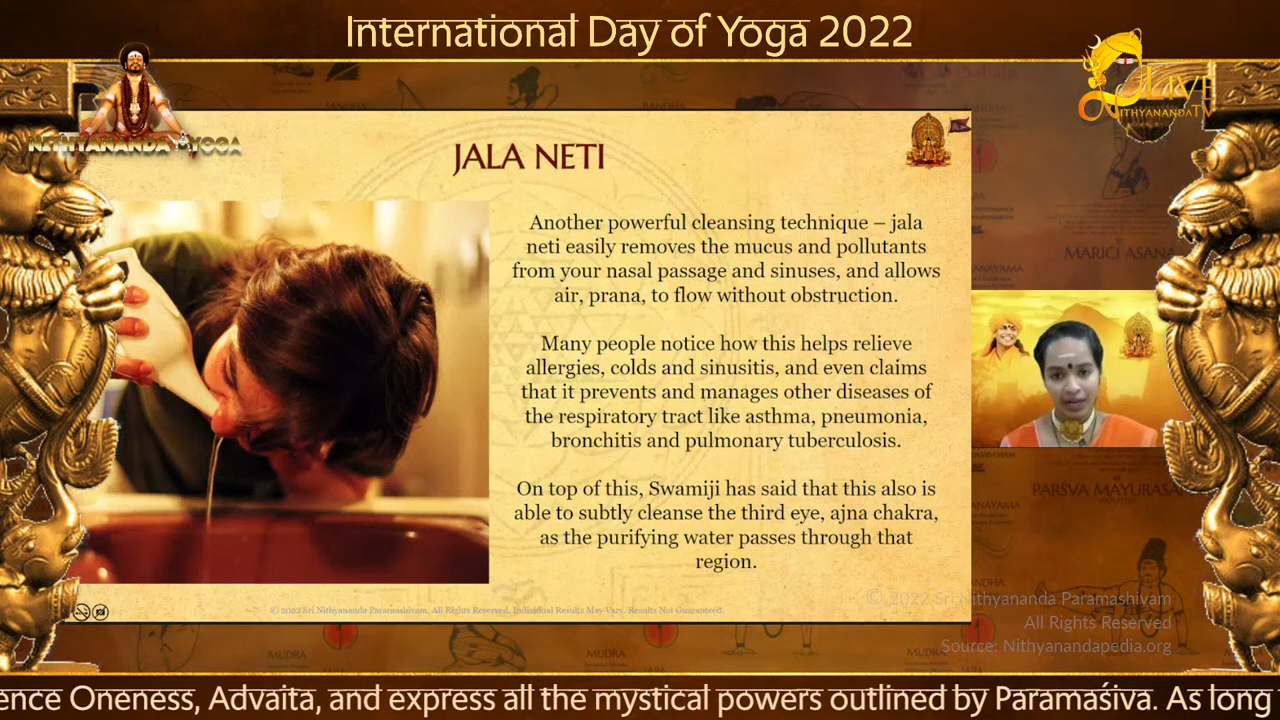 International Day of Yoga 2022
NITHYANANDA YOGA
LIVE
NITHYANANDATV
JALA NETI
Another powerful cleansing technique – jala
neti easily removes the mucus and pollutants
from your nasal passage and sinuses, and allows
air, prana, to flow without obstruction.
Many people notice how this helps relieve
allergies, colds and sinusitis, and even claims
that it prevents and manages other diseases of
the respiratory tract like asthma, pneumonia,
bronchitis and pulmonary tuberculosis.
On top of this, Swamiji has said that this also is
able to subtly cleanse the third eye, ajna chakra,
as the purifying water passes through that
region.
© 2022 Sri Nithyananda Paramashivam, All Rights Reserved, Individual Results May Vary. Results Not Guaranteed.
MARICI ASANA
PARŚVA MAYURASA
MUDRA
MUDRA
© 2022 Sri Nithyananda Paramashivam
All Rights Reserved
Source: Nithyanandapedia.org
ence Oneness, Advaita, and express all the mystical powers outlined by Paramaśiva. As long